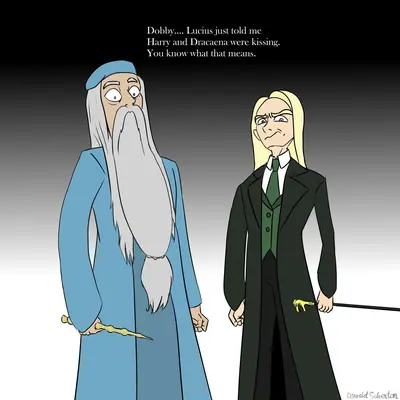 Dobby.... Lucius just told me
Harry and Dracaena were kissing.
You know what that means.